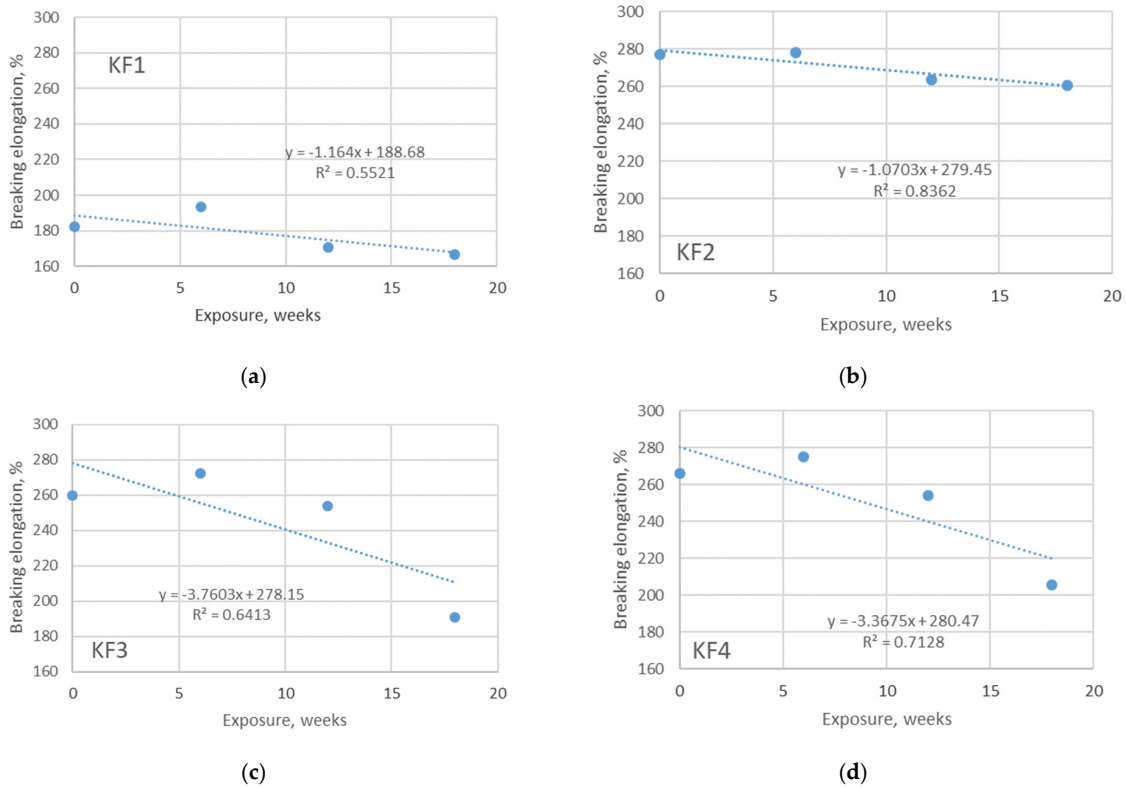 Breaking elongation, %
300
280
260
240
220
200
180
160
KF1
y = -1.164x + 188.68
R² = 0.5521
0 5 10 15 20
Exposure, weeks
(a)
Breaking elongation, %
300
280
260
240
220
200
180
160
y = -1.0703x + 279.45
R² = 0.8362
KF2
0 5 10 15 20
Exposure, weeks
(b)
Breaking elongation, %
300
280
260
240
220
200
180
160
y = -3.7603x + 278.15
R² = 0.6413
KF3
0 5 10 15 20
Exposure, weeks
(c)
Breaking elongation, %
300
280
260
240
220
200
180
160
y = -3.3675x + 280.47
R² = 0.7128
KF4
0 5 10 15 20
Exposure, weeks
(d)